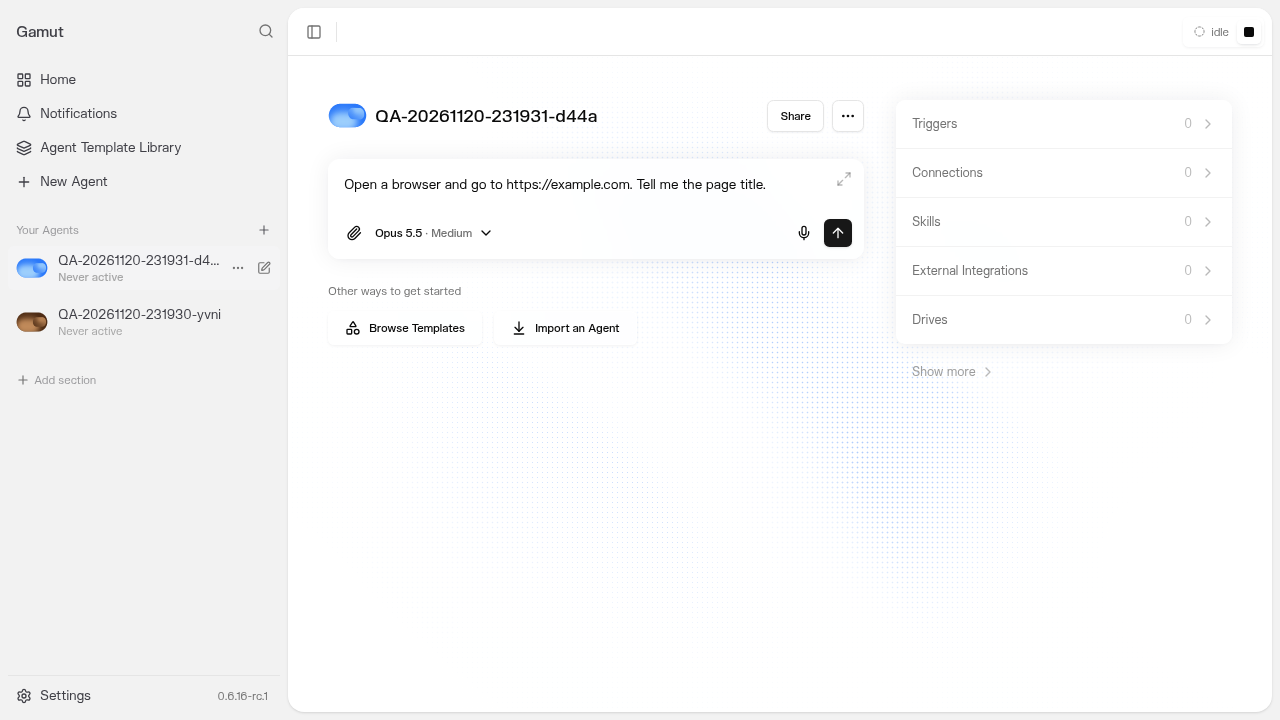 Gamut
Home
Notifications
Agent Template Library
New Agent
Your Agents
QA-20261120-231931-d4...
Never active
QA-20261120-231930-yvni
Never active
Add section
Settings
0.6.16-rc.1
idle
QA-20261120-231931-d44a
Share
Open a browser and go to https://example.com. Tell me the page title.
Opus 5.5 · Medium
Other ways to get started
Browse Templates
Import an Agent
Triggers 0
Connections 0
Skills 0
External Integrations 0
Drives 0
Show more